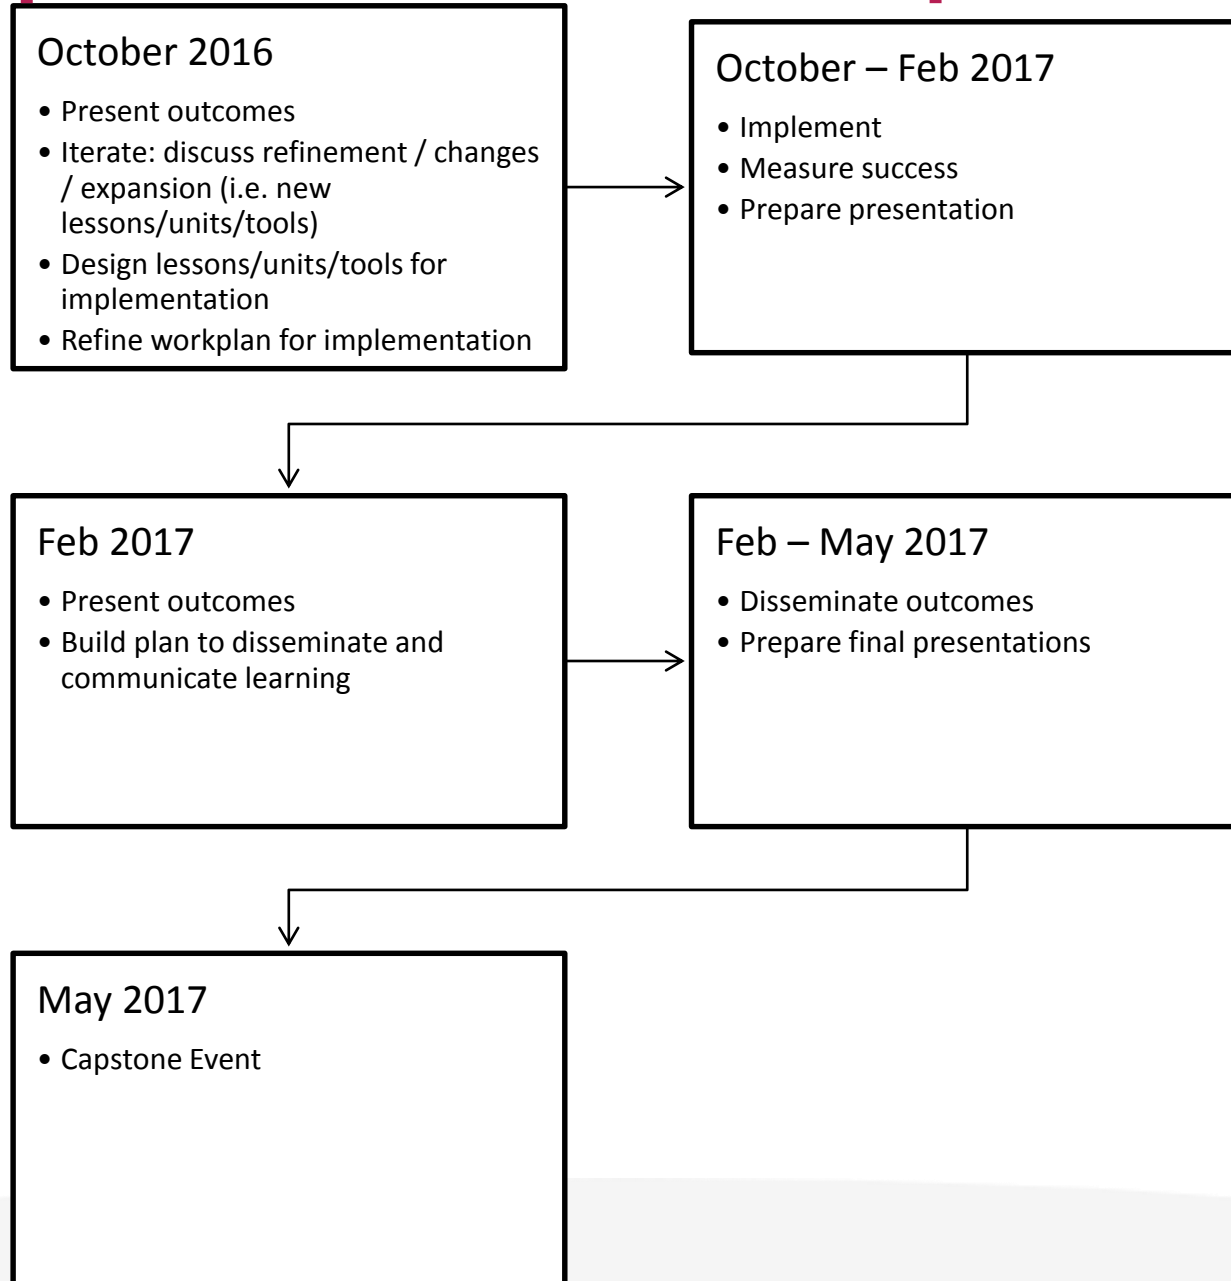 October 2016
• Present outcomes
• Iterate: discuss refinement / changes
/ expansion (i.e. new
lessons/units/tools)
• Design lessons/units/tools for
implementation
• Refine workplan for implementation
October – Feb 2017
• Implement
• Measure success
• Prepare presentation
Feb 2017
• Present outcomes
• Build plan to disseminate and
communicate learning
Feb – May 2017
• Disseminate outcomes
• Prepare final presentations
May 2017
• Capstone Event